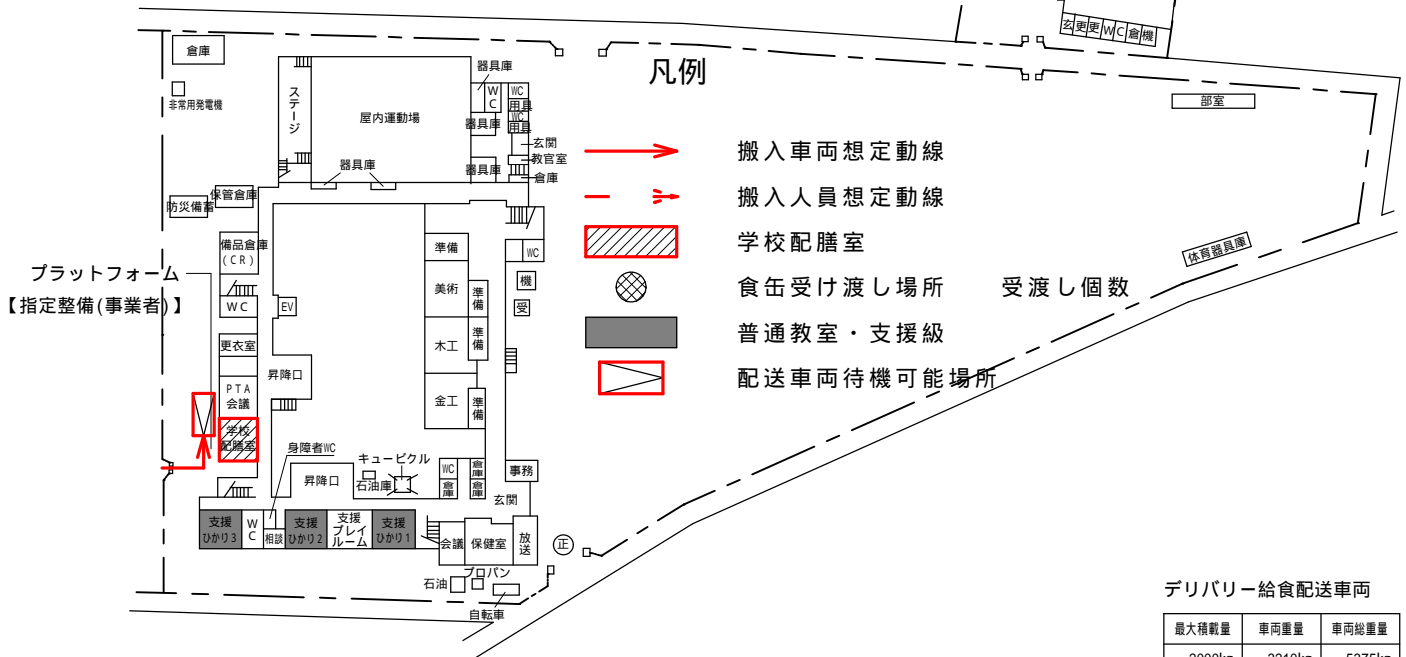 玄 更 更 WC 倉 機
倉庫
非常用発電機
ステージ
屋内運動場
器具庫
WC
WC
用具
WC
用具
器具庫
玄関
教官室
器具庫
倉庫
器具庫
凡例
部室
搬入車両想定動線
搬入人員想定動線
学校配膳室
食缶受け渡し場所 受渡し個数
普通教室・支援級
配送車両待機可能場所
体育器具庫
保管倉庫
防災備蓄
備品倉庫
(CR)
プラットフォーム
【指定整備(事業者)】
WC
EV
更衣室
昇降口
PTA
会議
学校
配膳室
準備
美術
準備
木工
準備
金工
準備
WC
機
受
身障者WC
キュービクル
昇降口
石油庫
WC
倉庫
倉庫
倉庫
事務
玄関
支援
ひかり3
WC
相談
支援
ひかり2
支援
プレイ
ルーム
支援
ひかり1
会議
保健室
放送
正
石油
プロパン
自転車
デリバリー給食配送車両
最大積載量 車両重量 車両総重量